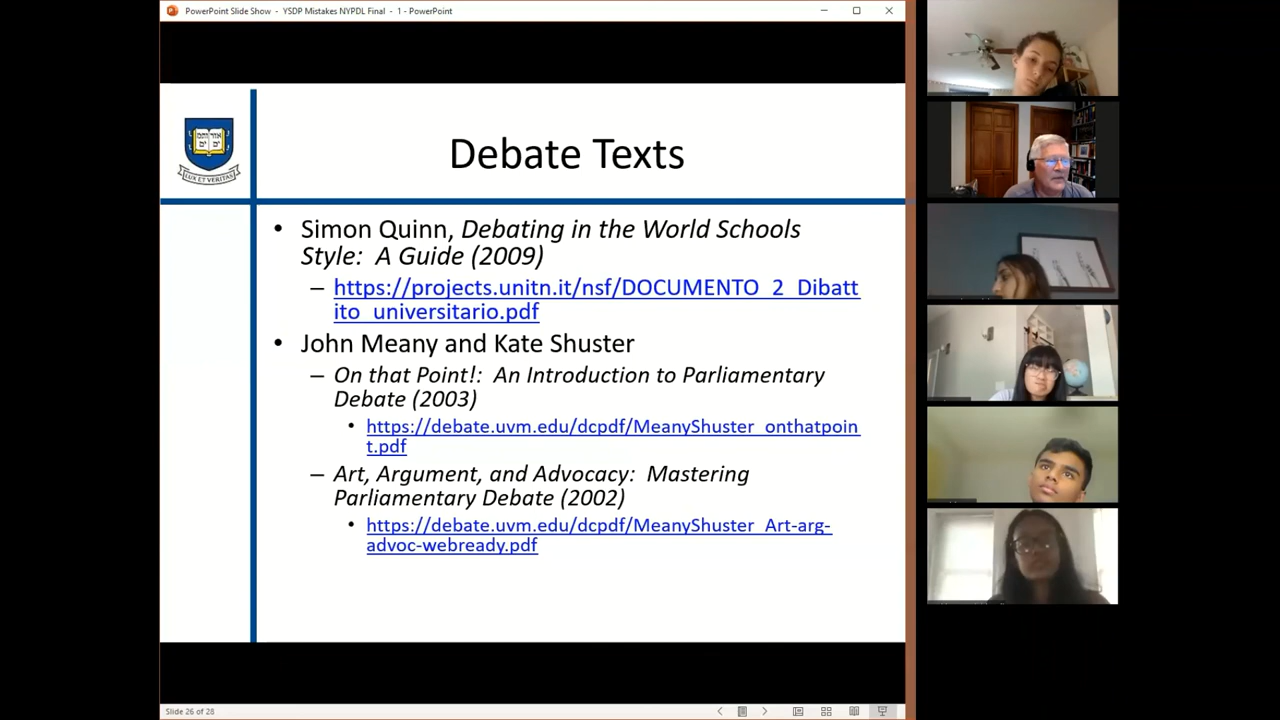 PowerPoint Slide Show - YSDP Mistakes NYPDL Final - 1 - PowerPoint
LUX ET VERITAS
Debate Texts
• Simon Quinn, Debating in the World Schools
Style: A Guide (2009)
– https://projects.unitn.it/nsf/DOCUMENTO_2_Dibatt
ito_universitario.pdf
• John Meany and Kate Shuster
– On that Point!: An Introduction to Parliamentary
Debate (2003)
• https://debate.uvm.edu/dcpdf/MeanyShuster_onthatpoin
t.pdf
– Art, Argument, and Advocacy: Mastering
Parliamentary Debate (2002)
• https://debate.uvm.edu/dcpdf/MeanyShuster_Art-arg-
advoc-webready.pdf
Slide 26 of 28